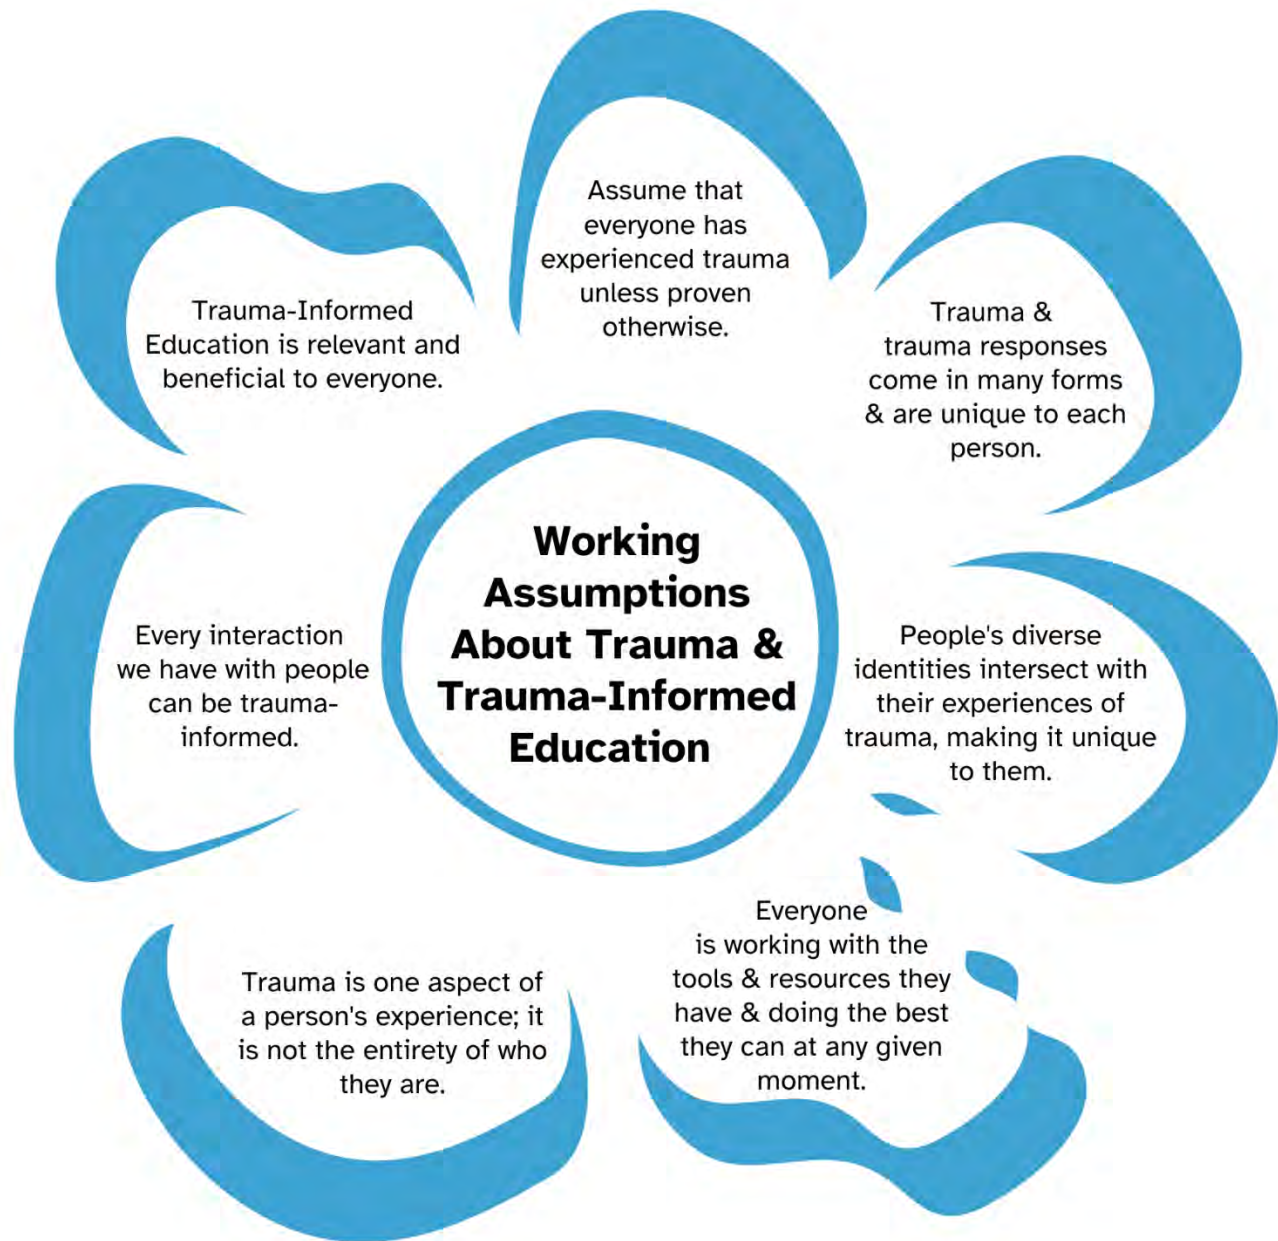 Working
Assumptions
About Trauma &
Trauma-Informed
Education
Assume that
everyone has
experienced trauma
unless proven
otherwise.
Trauma &
trauma responses
come in many forms
& are unique to each
person.
People's diverse
identities intersect with
their experiences of
trauma, making it unique
to them.
Everyone
is working with the
tools & resources they
have & doing the best
they can at any given
moment.
Trauma is one aspect of
a person's experience; it
is not the entirety of who
they are.
Every interaction
we have with people
can be trauma-
informed.
Trauma-Informed
Education is relevant and
beneficial to everyone.